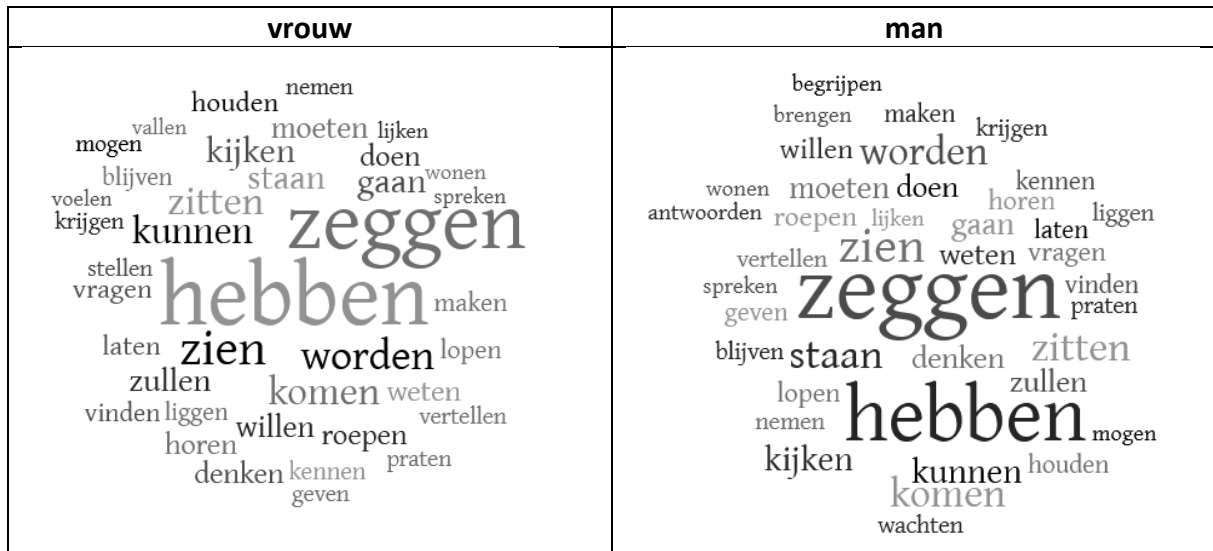 vrouw
nemen
houden
vallen moeten lijken
mogen kijken doen
blijven staan gaan wonen
voelen zitten spreken
krijgen kunnen zeggen
stellen hebben
vragen maken
laten zien worden lopen
zullen komen weten
vinden liggen willen roepen vertellen
horen praten
denken kennen
geven
man
begrijpen
brengen maken krijgen
willen worden
wonen moeten doen kennen
antwoorden roepen lijken horen liggen
gaan laten
vertellen zien weten vragen
spreken zeggen vinden
geven praten
blijven staan denken zitten
lopen zullen
nemen hebben mogen
kijken kunnen houden
komen
wachten